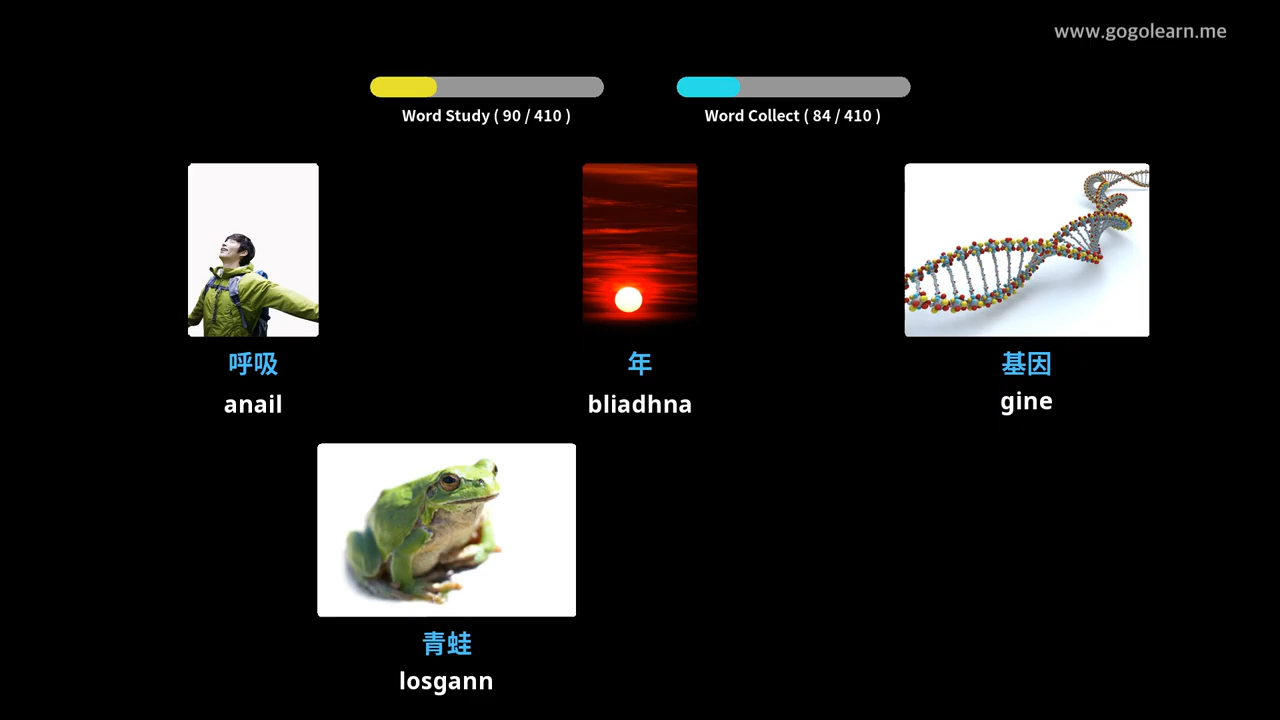 www.gogolearn.me
Word Study ( 90 / 410 )
Word Collect ( 84 / 410 )
呼吸
anail
年
bliadhna
基因
gine
青蛙
losgann